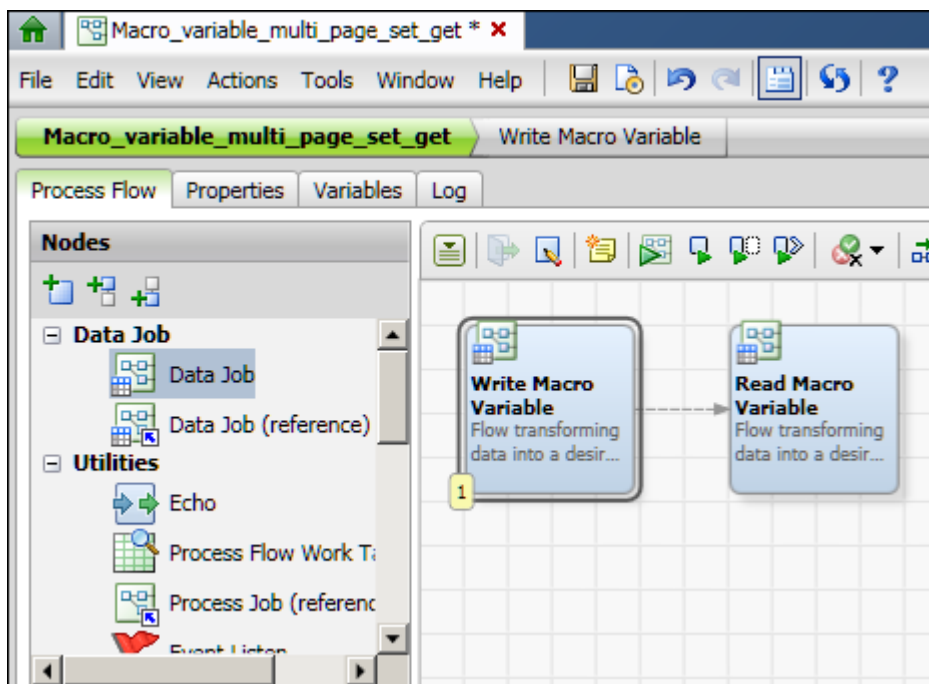 Macro_variable_multi_page_set_get *
File Edit View Actions Tools Window Help
Macro_variable_multi_page_set_get Write Macro Variable
Process Flow Properties Variables Log
Nodes
Data Job
Data Job
Data Job (reference)
Utilities
Echo
Process Flow Work Ta
Process Job (referenc
Event Listen
Write Macro
Variable
Flow transforming
data into a desir...
1
Read Macro
Variable
Flow transforming
data into a desir...